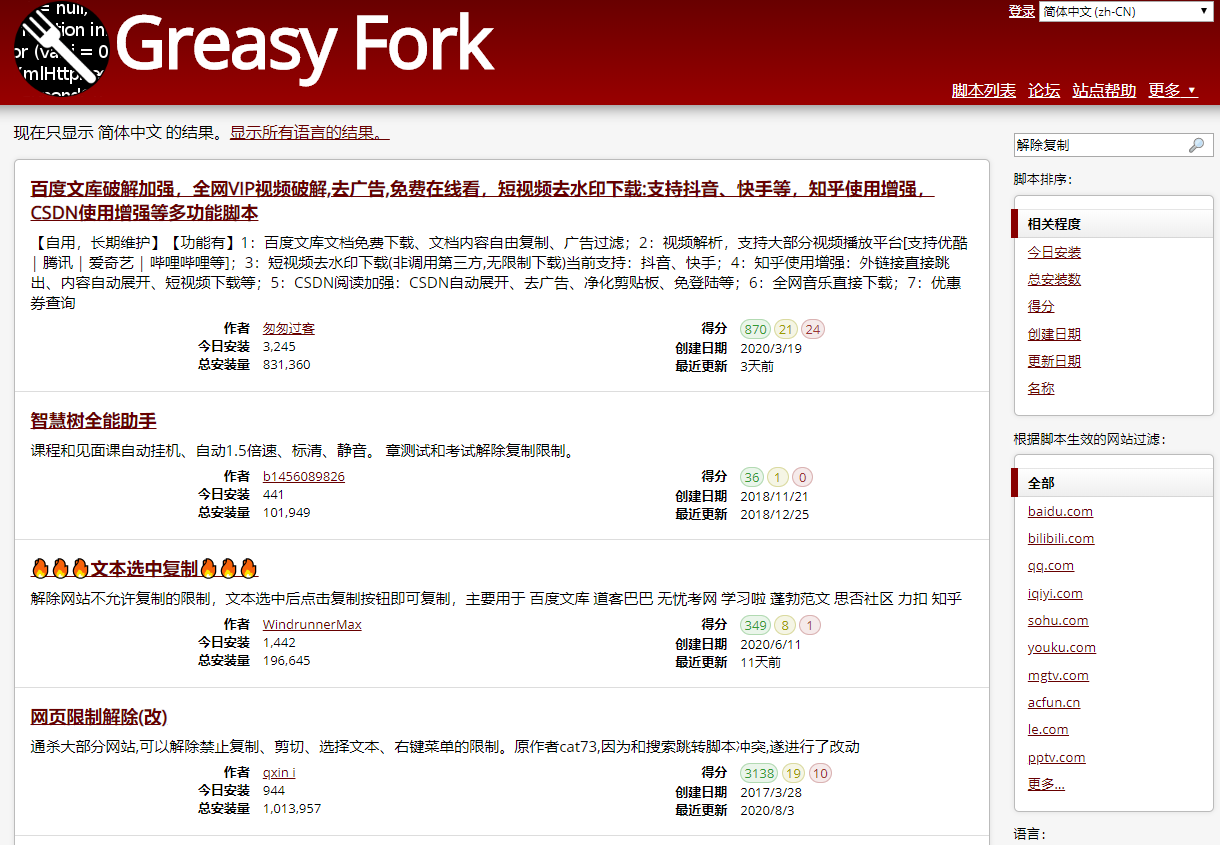 = null,
tion in
or (va i = 0
XmlHttp
Greasy Fork
登录 简体中文 (zh-CN)
脚本列表 论坛 站点帮助 更多
现在只显示 简体中文 的结果。显示所有语言的结果。
百度文库破解加强，全网VIP视频破解,去广告,免费在线看，短视频去水印下载:支持抖音、快手等，知乎使用增强，
CSDN使用增强等多功能脚本
【自用，长期维护】【功能有】1：百度文库文档免费下载、文档内容自由复制、广告过滤；2：视频解析，支持大部分视频播放平台[支持优酷
| 腾讯 | 爱奇艺 | 哔哩哔哩等]；3：短视频去水印下载(非调用第三方,无限制下载)当前支持：抖音、快手；4：知乎使用增强：外链接直接跳
出、内容自动展开、短视频下载等；5：CSDN阅读加强：CSDN自动展开、去广告、净化剪贴板、免登陆等；6：全网音乐直接下载；7：优惠
券查询
作者 匆匆过客
今日安装 3,245
总安装量 831,360
得分 870 21 24
创建日期 2020/3/19
最近更新 3天前
智慧树全能助手
课程和见面课自动挂机、自动1.5倍速、标清、静音。 章测试和考试解除复制限制。
作者 b1456089826
今日安装 441
总安装量 101,949
得分 36 1 0
创建日期 2018/11/21
最近更新 2018/12/25
🔥🔥🔥文本选中复制🔥🔥🔥
解除网站不允许复制的限制，文本选中后点击复制按钮即可复制，主要用于 百度文库 道客巴巴 无忧考网 学习啦 蓬勃范文 思否社区 力扣 知乎
作者 WindrunnerMax
今日安装 1,442
总安装量 196,645
得分 349 8 1
创建日期 2020/6/11
最近更新 11天前
网页限制解除(改)
通杀大部分网站,可以解除禁止复制、剪切、选择文本、右键菜单的限制。原作者cat73,因为和搜索跳转脚本冲突,遂进行了改动
作者 qxin i
今日安装 944
总安装量 1,013,957
得分 3138 19 10
创建日期 2017/3/28
最近更新 2020/8/3
解除复制
脚本排序：
相关程度
今日安装
总安装数
得分
创建日期
更新日期
名称
根据脚本生效的网站过滤：
全部
baidu.com
bilibili.com
qq.com
iqiyi.com
sohu.com
youku.com
mgtv.com
acfun.cn
le.com
pptv.com
更多...
语言：